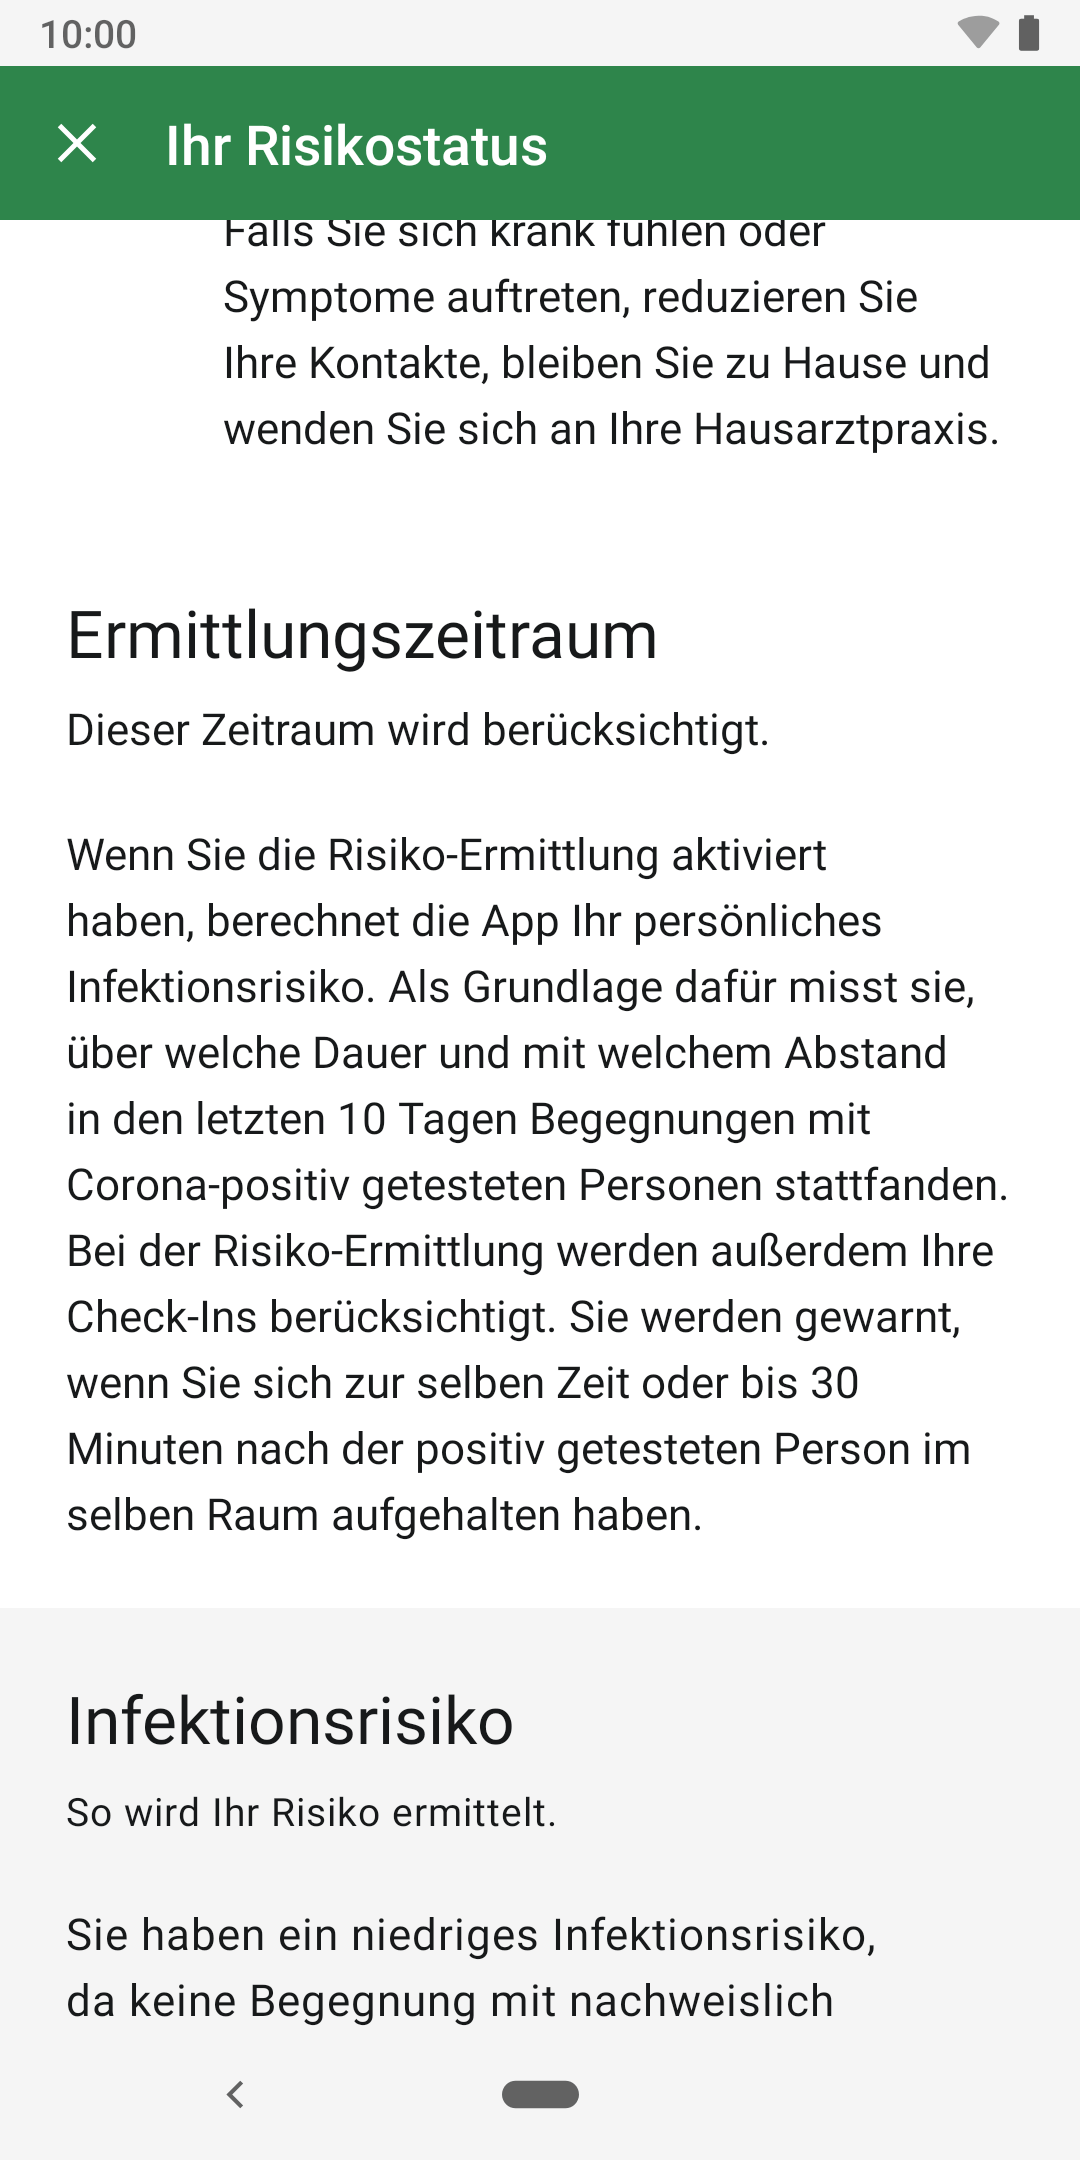 10:00
Ihr Risikostatus
Falls Sie sich krank fühlen oder
Symptome auftreten, reduzieren Sie
Ihre Kontakte, bleiben Sie zu Hause und
wenden Sie sich an Ihre Hausarztpraxis.
Ermittlungszeitraum
Dieser Zeitraum wird berücksichtigt.
Wenn Sie die Risiko-Ermittlung aktiviert
haben, berechnet die App Ihr persönliches
Infektionsrisiko. Als Grundlage dafür misst sie,
über welche Dauer und mit welchem Abstand
in den letzten 10 Tagen Begegnungen mit
Corona-positiv getesteten Personen stattfanden.
Bei der Risiko-Ermittlung werden außerdem Ihre
Check-Ins berücksichtigt. Sie werden gewarnt,
wenn Sie sich zur selben Zeit oder bis 30
Minuten nach der positiv getesteten Person im
selben Raum aufgehalten haben.
Infektionsrisiko
So wird Ihr Risiko ermittelt.
Sie haben ein niedriges Infektionsrisiko,
da keine Begegnung mit nachweislich